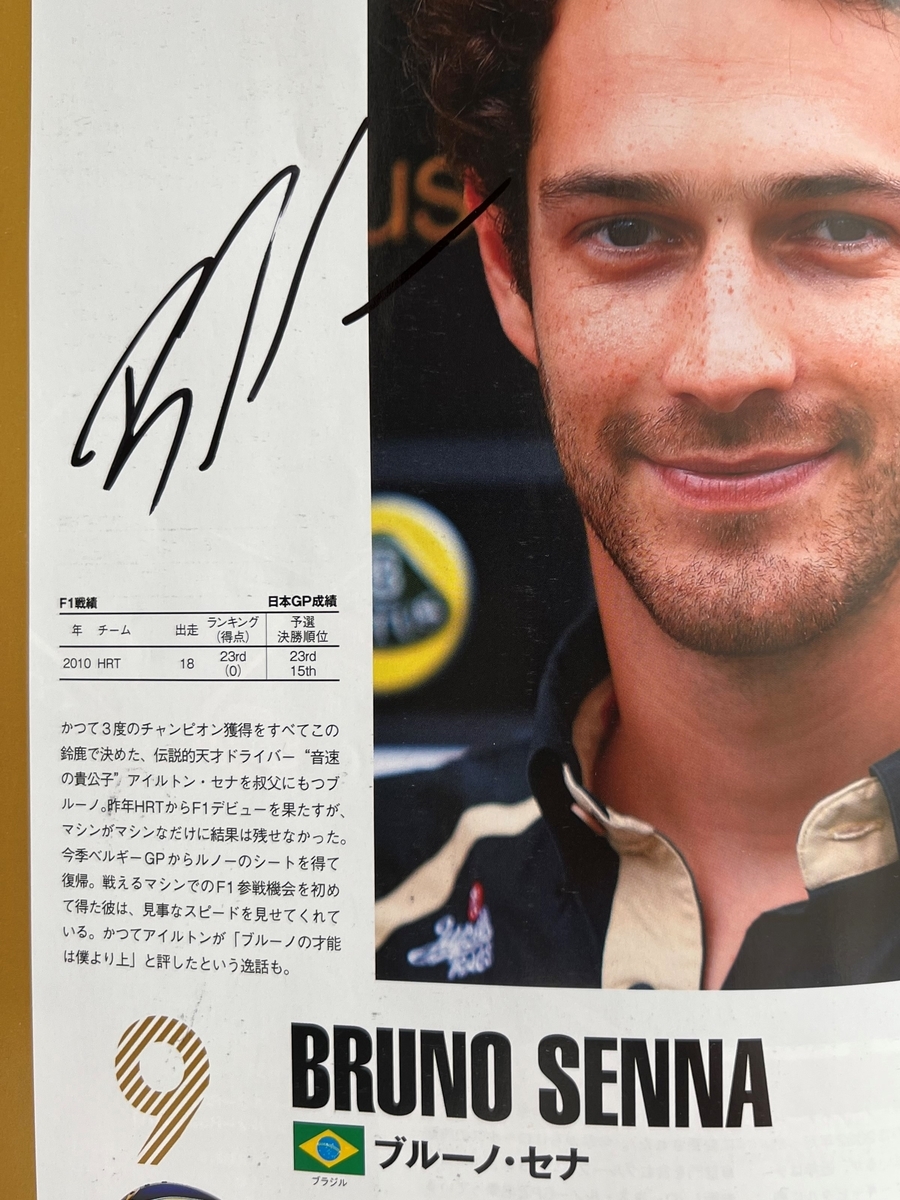 us
F1戦績 日本GP成績
年 チーム 出走 ランキング(得点) 予選 決勝順位
2010 HRT 18 23rd (0) 23rd 15th
かつて3度のチャンピオン獲得をすべてこの
鈴鹿で決めた、伝説的天才ドライバー“音速
の貴公子”アイルトン・セナを叔父にもつブ
ルーノ。昨年HRTからF1デビューを果たすが、
マシンがマシンなだけに結果は残せなかった。
今季ベルギーGPからルノーのシートを得て
復帰。戦えるマシンでのF1参戦機会を初め
て得た彼は、見事なスピードを見せてくれて
いる。かつてアイルトンが「ブルーノの才能
は僕より上」と評したという逸話も。
9
BRUNO SENNA
ブルーノ・セナ
ブラジル